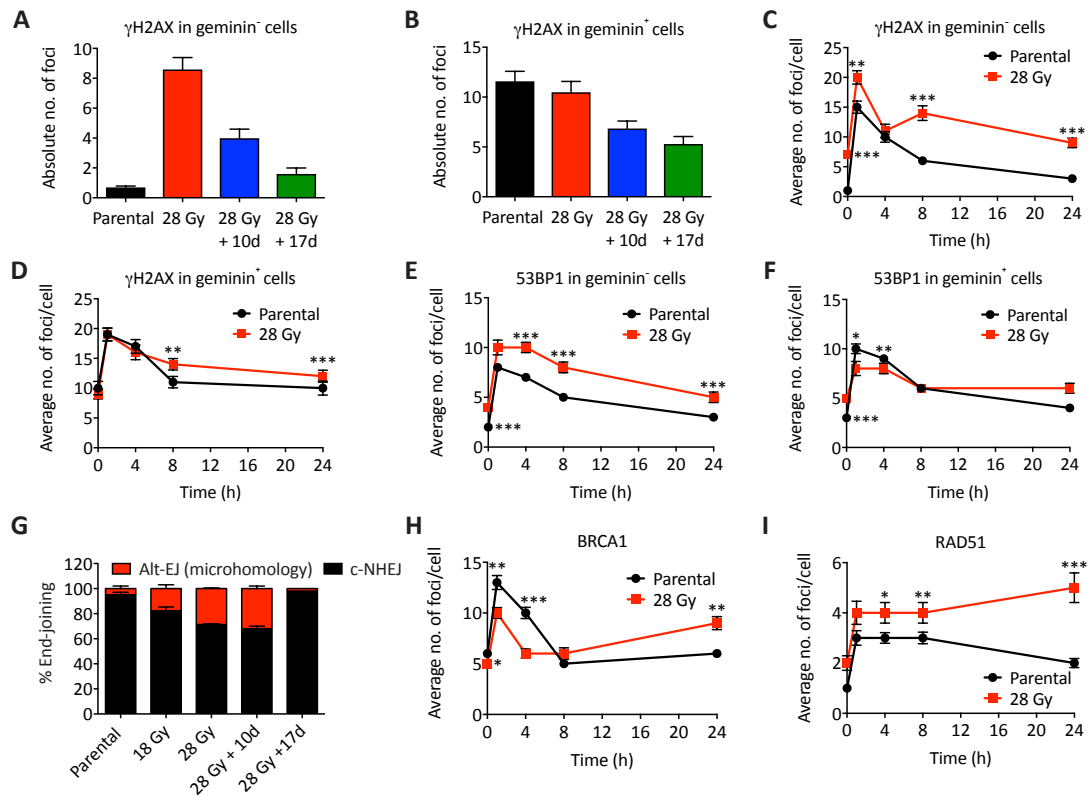 A
γH2AX in geminin⁻ cells
Absolute no. of foci
10
8
6
4
2
0
Parental
28 Gy
28 Gy
+ 10d
28 Gy
+ 17d
B
γH2AX in geminin⁺ cells
Absolute no. of foci
15
10
5
0
Parental
28 Gy
28 Gy
+ 10d
28 Gy
+ 17d
C
γH2AX in geminin⁻ cells
Average no. of foci/cell
25
20
15
10
5
0
**
***
***
***
Parental
28 Gy
0 4 8 12 16 20 24
Time (h)
D
γH2AX in geminin⁺ cells
Average no. of foci/cell
25
20
15
10
5
0
**
***
Parental
28 Gy
0 4 8 12 16 20 24
Time (h)
E
53BP1 in geminin⁻ cells
Average no. of foci/cell
15
10
5
0
***
***
***
***
Parental
28 Gy
0 4 8 12 16 20 24
Time (h)
F
53BP1 in geminin⁺ cells
Average no. of foci/cell
15
10
5
0
*
**
***
Parental
28 Gy
0 4 8 12 16 20 24
Time (h)
G
Alt-EJ (microhomology) c-NHEJ
% End-joining
120
100
80
60
40
20
0
Parental
18 Gy
28 Gy
28 Gy + 10d
28 Gy +17d
H
BRCA1
Average no. of foci/cell
15
10
5
0
**
***
*
**
Parental
28 Gy
0 4 8 12 16 20 24
Time (h)
I
RAD51
Average no. of foci/cell
6
4
2
0
*
**
***
Parental
28 Gy
0 4 8 12 16 20 24
Time (h)